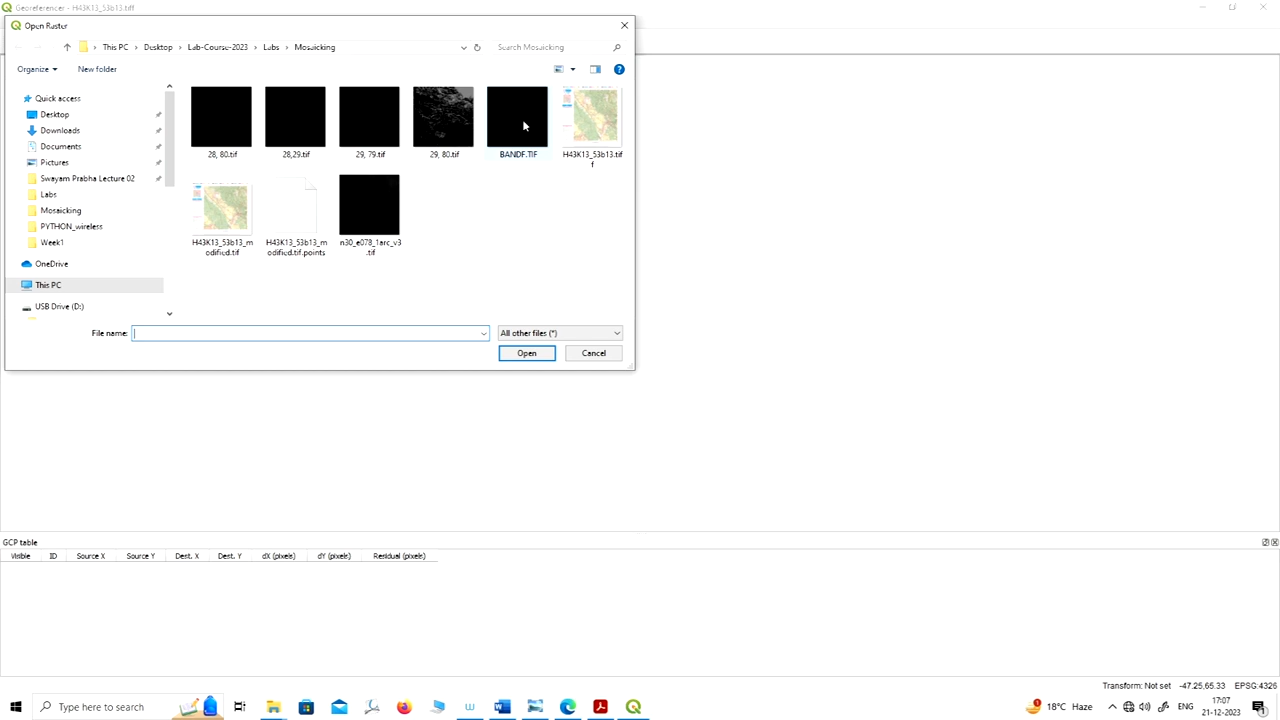 Georeferencer - H43K13_53b13.tiff
Open Raster
This PC > Desktop > Lab-Course-2023 > Labs > Mosaicking
Search Mosaicking
Organize
New folder
Quick access
Desktop
Downloads
Documents
Pictures
Swayam Prabha Lecture 02
Labs
Mosaicking
PYTHON_wireless
Week1
OneDrive
This PC
USB Drive (D:)
28, 80.tif
28,29.tif
29, 79.tif
29, 80.tif
BANDF.TIF
H43K13_53b13.tif
f
H43K13_53b13_m
odified.tif
H43K13_53b13_m
odified.tif.points
n30_e078_1arc_v3
.tif
File name:
All other files (*)
Open
Cancel
GCP table
Visible ID Source X Source Y Dest. X Dest. Y dX (pixels) dY (pixels) Residual (pixels)
Transform: Not set -47.25,65.33 EPSG:4326
Type here to search
18°C Haze
ENG
17:07
21-12-2023